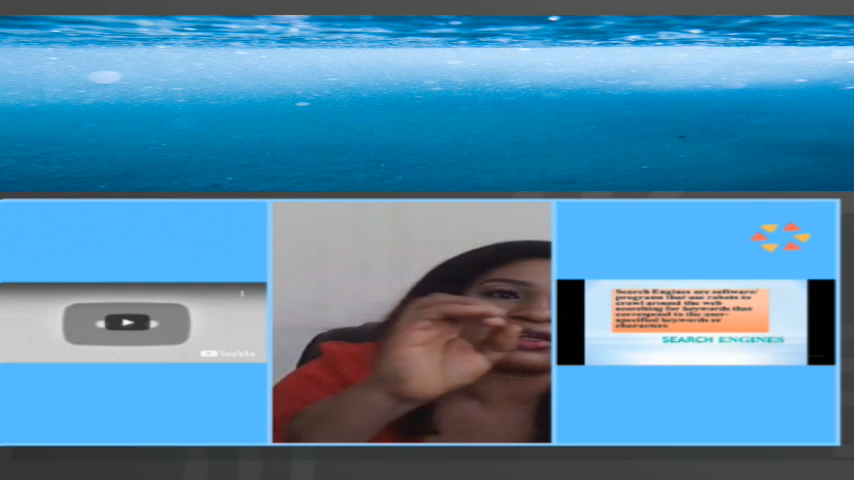 YouTube
Search Engines are software/
programs that use robots to
crawl around the web
searching for keywords that
correspond to the user-
specified keywords or
characters
SEARCH ENGINES